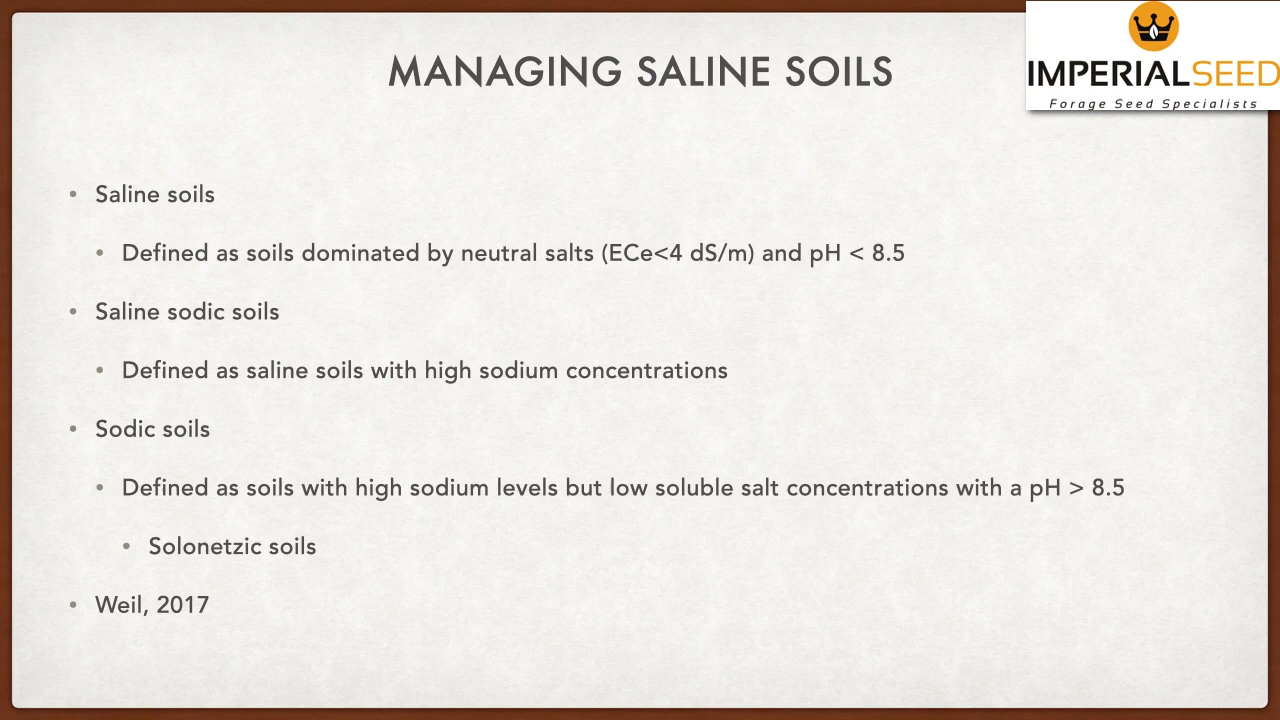 MANAGING SALINE SOILS
IMPERIALSEED
Forage Seed Specialists
• Saline soils
• Defined as soils dominated by neutral salts (ECe<4 dS/m) and pH < 8.5
• Saline sodic soils
• Defined as saline soils with high sodium concentrations
• Sodic soils
• Defined as soils with high sodium levels but low soluble salt concentrations with a pH > 8.5
• Solonetzic soils
• Weil, 2017